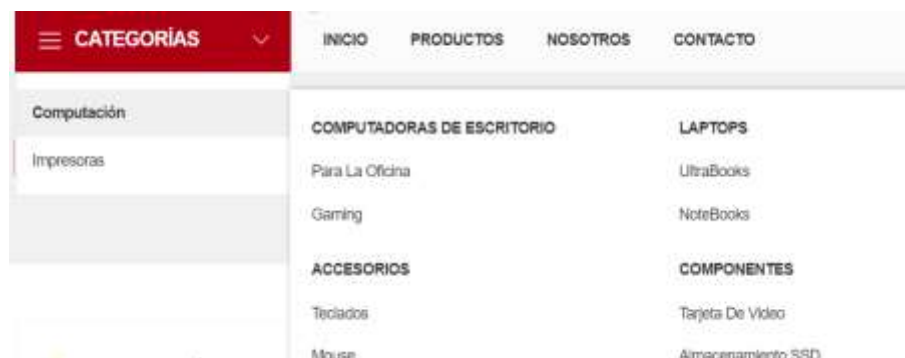 CATEGORÍAS
INICIO PRODUCTOS NOSOTROS CONTACTO
Computación
Impresoras
COMPUTADORAS DE ESCRITORIO
Para La Oficina
Gaming
LAPTOPS
UltraBooks
NoteBooks
ACCESORIOS
Teclados
Mouse
COMPONENTES
Tarjeta De Video
Almacenamiento SSD